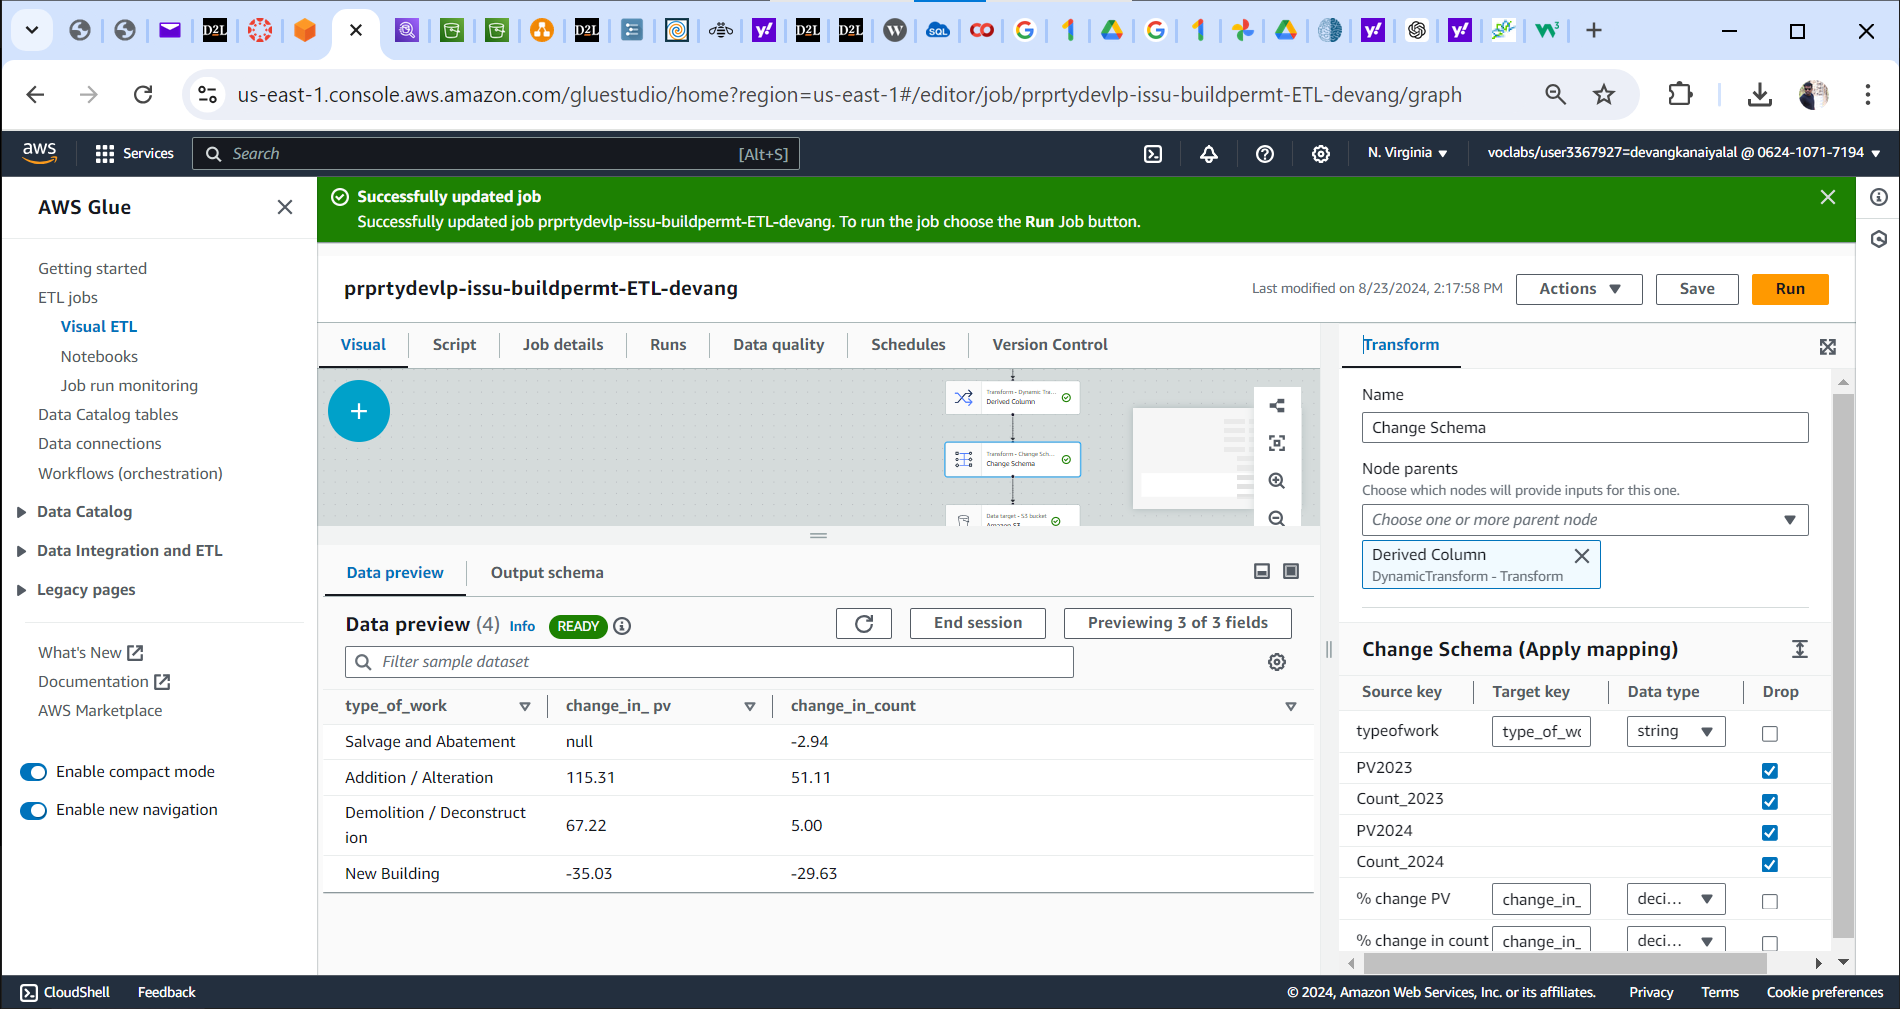 us-east-1.console.aws.amazon.com/gluestudio/home?region=us-east-1#/editor/job/prprtydevlp-issu-buildpermt-ETL-devang/graph
aws
Services
Search
[Alt+S]
N. Virginia
voclabs/user3367927=devangkanaiyalal @ 0624-1071-7194
AWS Glue
Getting started
ETL jobs
Visual ETL
Notebooks
Job run monitoring
Data Catalog tables
Data connections
Workflows (orchestration)
Data Catalog
Data Integration and ETL
Legacy pages
What's New
Documentation
AWS Marketplace
Enable compact mode
Enable new navigation
Successfully updated job
Successfully updated job prprtydevlp-issu-buildpermt-ETL-devang. To run the job choose the Run Job button.
prprtydevlp-issu-buildpermt-ETL-devang
Last modified on 8/23/2024, 2:17:58 PM
Actions
Save
Run
Visual
Script
Job details
Runs
Data quality
Schedules
Version Control
Transform - Dynamic Tra...
Derived Column
Transform - Change Sch...
Change Schema
Data target - S3 bucket
Amazon S3
Data preview
Output schema
Data preview (4) Info READY
End session
Previewing 3 of 3 fields
Filter sample dataset
type_of_work change_in_ pv change_in_count
Salvage and Abatement null -2.94
Addition / Alteration 115.31 51.11
Demolition / Deconstruct
ion 67.22 5.00
New Building -35.03 -29.63
Transform
Name
Change Schema
Node parents
Choose which nodes will provide inputs for this one.
Choose one or more parent node
Derived Column
DynamicTransform - Transform
Change Schema (Apply mapping)
Source key Target key Data type Drop
typeofwork type_of_wo string
PV2023
Count_2023
PV2024
Count_2024
% change PV change_in_ deci...
% change in count change_in_ deci...
CloudShell
Feedback
© 2024, Amazon Web Services, Inc. or its affiliates.
Privacy
Terms
Cookie preferences
D2L
D2L
D2L
D2L
SQL